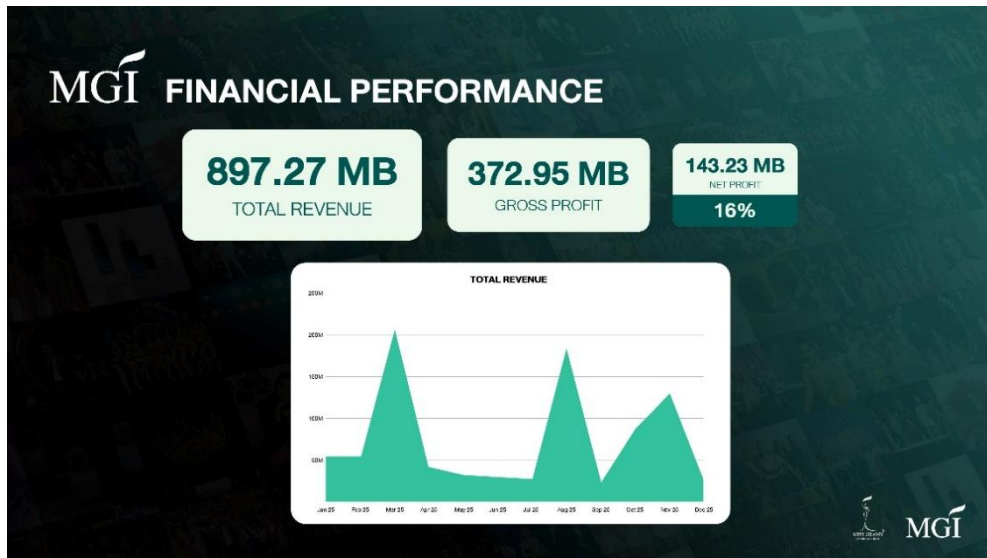 MGI FINANCIAL PERFORMANCE
897.27 MB
TOTAL REVENUE
372.95 MB
GROSS PROFIT
143.23 MB
NET PROFIT
16%
TOTAL REVENUE
250M
200M
150M
100M
50M
Jan 25 Feb 25 Mar 25 Apr 25 May 25 Jun 25 Jul 25 Aug 25 Sep 25 Oct 25 Nov 25 Dec 25
MGI